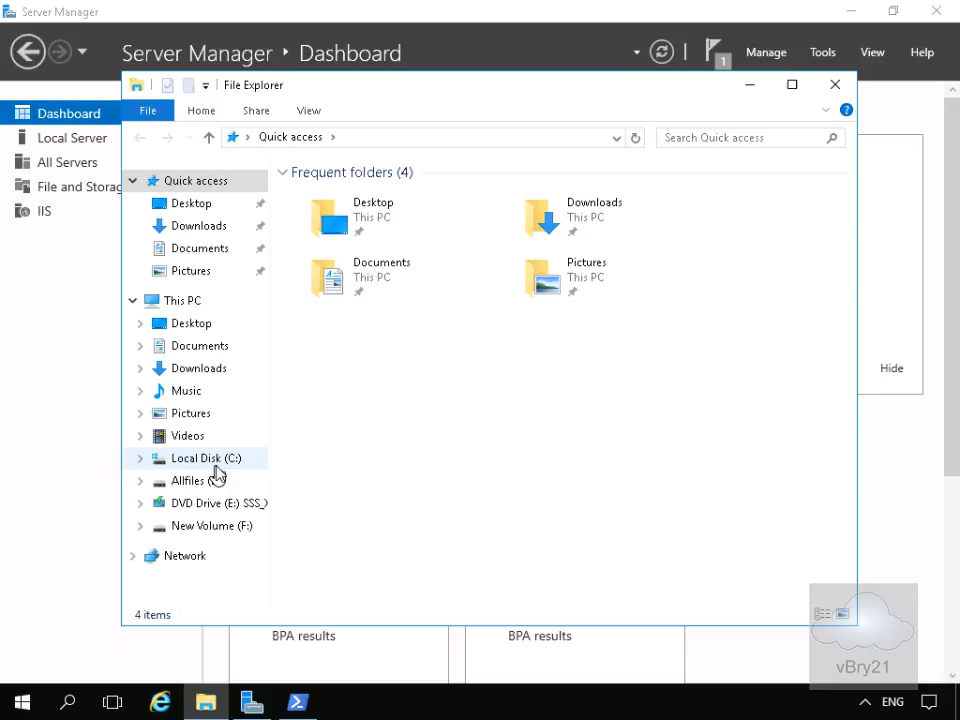 Server Manager
Server Manager • Dashboard
1
Manage
Tools
View
Help
File Explorer
File
Home
Share
View
Quick access
Search Quick access
Dashboard
Local Server
All Servers
File and Storag
IIS
Quick access
Desktop
Downloads
Documents
Pictures
This PC
Desktop
Documents
Downloads
Music
Pictures
Videos
Local Disk (C:)
Allfiles
DVD Drive (E:) SSS_X
New Volume (F:)
Network
Frequent folders (4)
Desktop
This PC
Downloads
This PC
Documents
This PC
Pictures
This PC
Hide
4 items
BPA results
BPA results
vBry21
ENG